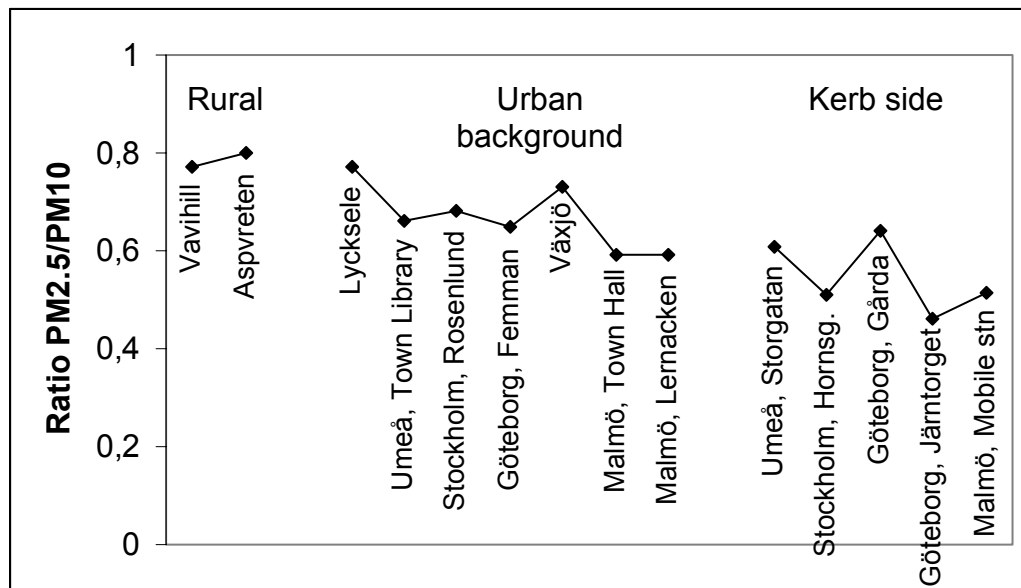 Ratio PM2.5/PM10
1
0,8
0,6
0,4
0,2
0
Rural
Urban
background
Kerb side
Vavihill
Aspvreten
Lycksele
Umeå, Town Library
Stockholm, Rosenlund
Göteborg, Femman
Växjö
Malmö, Town Hall
Malmö, Lernacken
Umeå, Storgatan
Stockholm, Hornsg.
Göteborg, Gårda
Göteborg, Järntorget
Malmö, Mobile stn